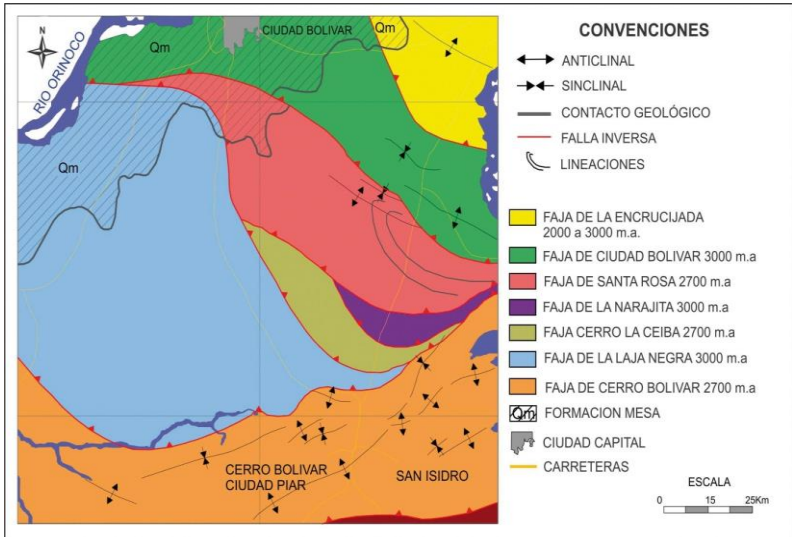 Qm
CIUDAD BOLIVAR
Qm
N
RIO ORINOCO
Qm
CERRO BOLIVAR
CIUDAD PIAR
SAN ISIDRO
CONVENCIONES
ANTICLINAL
SINCLINAL
CONTACTO GEOLÓGICO
FALLA INVERSA
LINEACIONES
FAJA DE LA ENCRUCIJADA
2000 a 3000 m.a.
FAJA DE CIUDAD BOLIVAR 3000 m.a
FAJA DE SANTA ROSA 2700 m.a
FAJA DE LA NARAJITA 3000 m.a
FAJA CERRO LA CEIBA 2700 m.a
FAJA DE LA LAJA NEGRA 3000 m.a
FAJA DE CERRO BOLIVAR 2700 m.a
Qm FORMACION MESA
CIUDAD CAPITAL
CARRETERAS
ESCALA
0 15 25Km